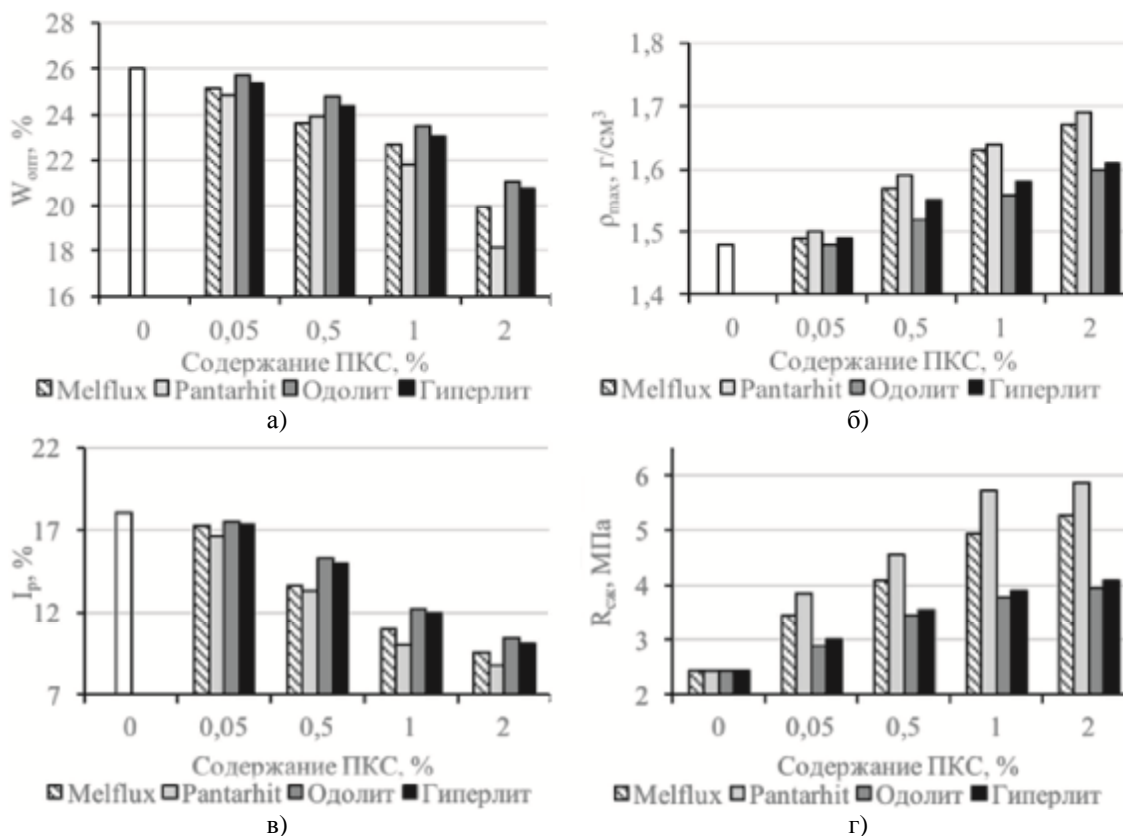 28
26
24
22
20
18
16
W_опт, %
0 0,05 0,5 1 2
Содержание ПКС, %
Melflux Pantarhit Одолит Гиперлит
а)
1,8
1,7
1,6
1,5
1,4
ρ_max, г/см³
0 0,05 0,5 1 2
Содержание ПКС, %
Melflux Pantarhit Одолит Гиперлит
б)
22
17
12
7
I_p, %
0 0,05 0,5 1 2
Содержание ПКС, %
Melflux Pantarhit Одолит Гиперлит
в)
6
5
4
3
2
R_сж, МПа
0 0,05 0,5 1 2
Содержание ПКС, %
Melflux Pantarhit Одолит Гиперлит
г)